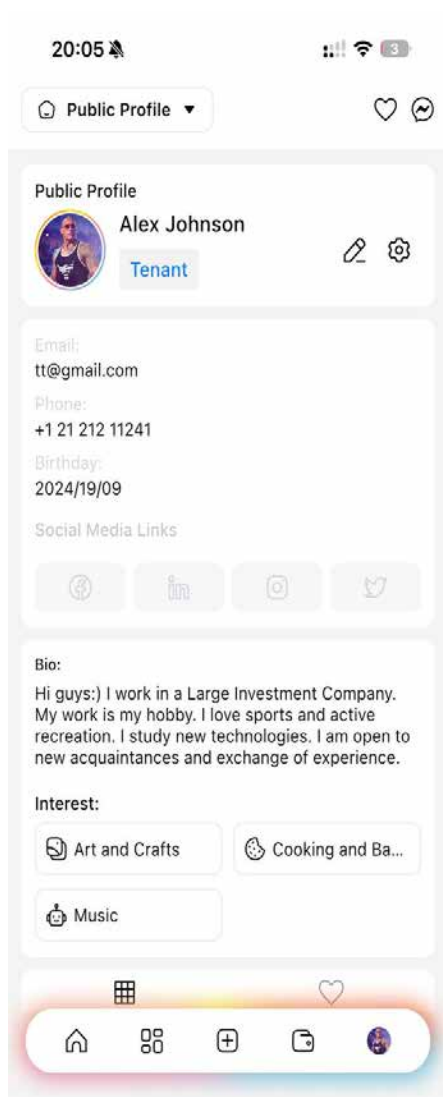 20:05
3
Public Profile
Public Profile
Alex Johnson
Tenant
Email:
tt@gmail.com
Phone:
+1 21 212 11241
Birthday:
2024/19/09
Social Media Links
Bio:
Hi guys:) I work in a Large Investment Company.
My work is my hobby. I love sports and active
recreation. I study new technologies. I am open to
new acquaintances and exchange of experience.
Interest:
Art and Crafts
Cooking and Ba...
Music